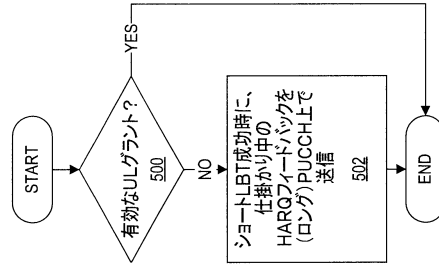 START
有効なULグラント?
500
YES
NO
ショートLBT成功時に、
仕掛かり中の
HARQフィードバックを
(ロング)PUCCH上で
送信
502
END